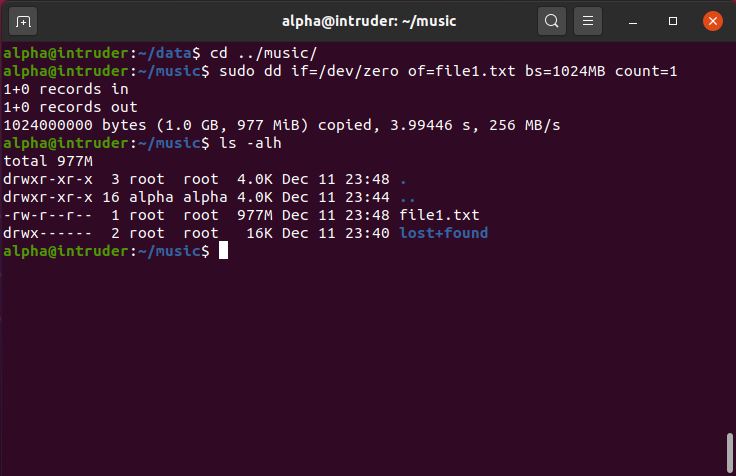 alpha@intruder: ~/music
alpha@intruder:~/data$ cd ../music/
alpha@intruder:~/music$ sudo dd if=/dev/zero of=file1.txt bs=1024MB count=1
1+0 records in
1+0 records out
1024000000 bytes (1.0 GB, 977 MiB) copied, 3.99446 s, 256 MB/s
alpha@intruder:~/music$ ls -alh
total 977M
drwxr-xr-x  3 root  root  4.0K Dec 11 23:48 .
drwxr-xr-x 16 alpha alpha 4.0K Dec 11 23:44 ..
-rw-r--r--  1 root  root  977M Dec 11 23:48 file1.txt
drwx------  2 root  root   16K Dec 11 23:40 lost+found
alpha@intruder:~/music$